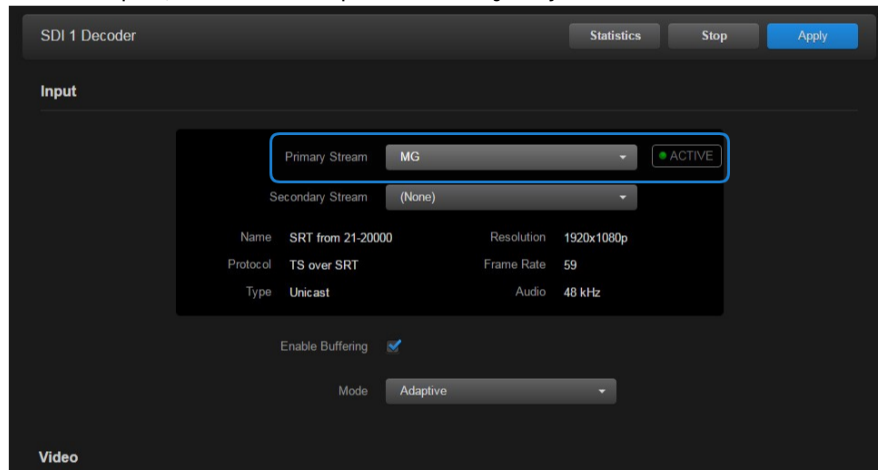 SDI 1 Decoder Statistics Stop Apply
Input
Primary Stream MG ACTIVE
Secondary Stream (None)
Name SRT from 21-20000 Resolution 1920x1080p
Protocol TS over SRT Frame Rate 59
Type Unicast Audio 48 kHz
Enable Buffering
Mode Adaptive
Video